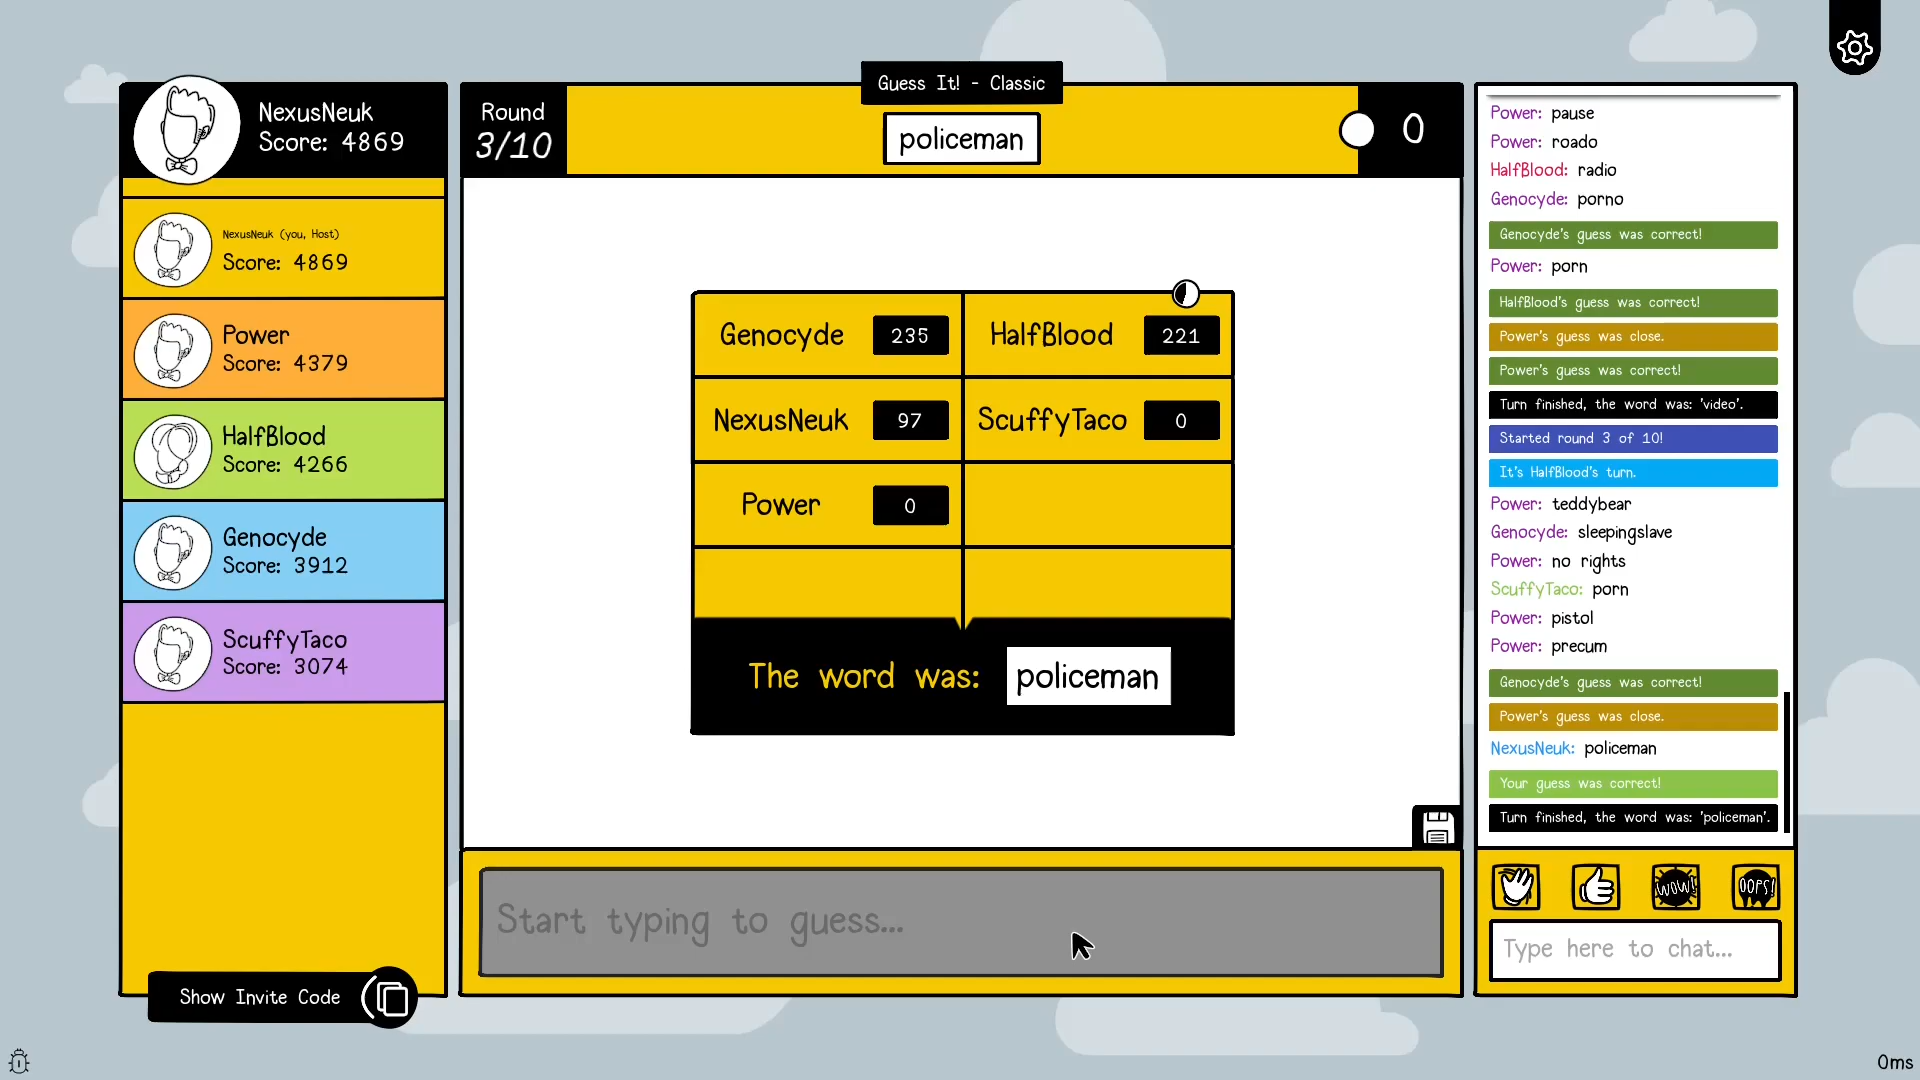 Guess It! - Classic
NexusNeuk
Score: 4869
Round
3/10
policeman
0
NexusNeuk (you, Host)
Score: 4869
Power
Score: 4379
HalfBlood
Score: 4266
Genocyde
Score: 3912
ScuffyTaco
Score: 3074
Show Invite Code
Genocyde 235
HalfBlood 221
NexusNeuk 97
ScuffyTaco 0
Power 0
The word was: policeman
Start typing to guess...
Power: pause
Power: roado
HalfBlood: radio
Genocyde: porno
Genocyde's guess was correct!
Power: porn
HalfBlood's guess was correct!
Power's guess was close.
Power's guess was correct!
Turn finished, the word was: 'video'.
Started round 3 of 10!
It's HalfBlood's turn.
Power: teddybear
Genocyde: sleepingslave
Power: no rights
ScuffyTaco: porn
Power: pistol
Power: precum
Genocyde's guess was correct!
Power's guess was close.
NexusNeuk: policeman
Your guess was correct!
Turn finished, the word was: 'policeman'.
WOW!
OOPS!
Type here to chat...
0ms